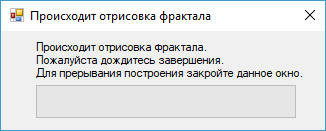 Происходит отрисовка фрактала
Происходит отрисовка фрактала.
Пожалуйста дождитесь завершения.
Для прерывания построения закройте данное окно.